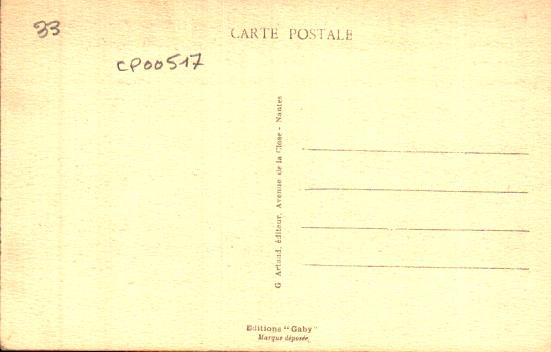 33
CARTE POSTALE
CP00517
G. Artaud, éditeur, Avenue de la Close - Nantes
Editions "Gaby"
Marque déposée.